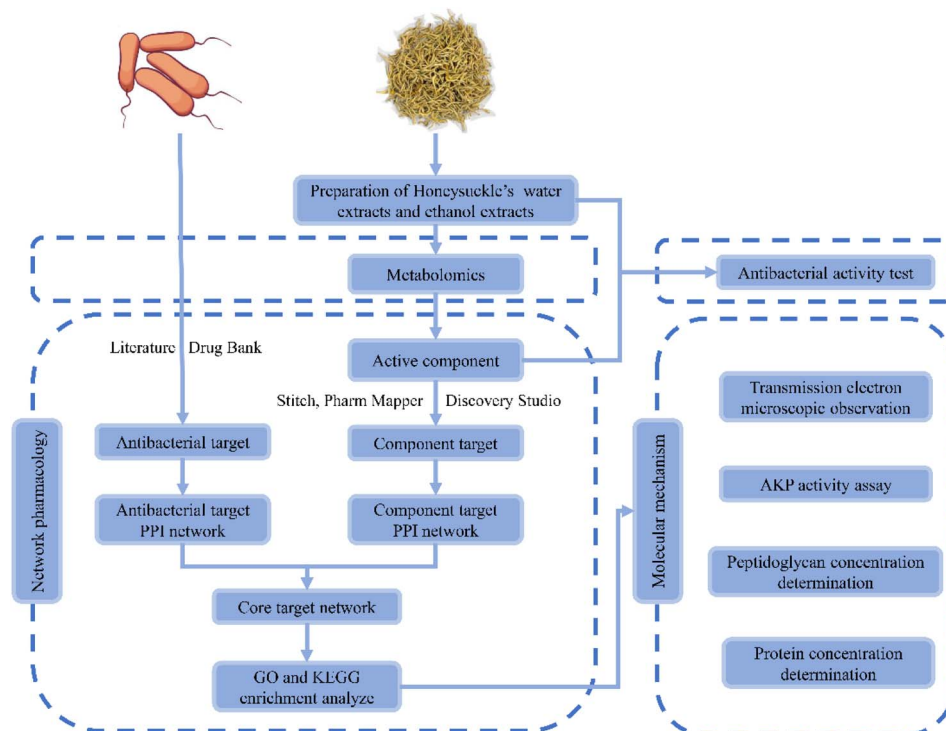 Preparation of Honeysuckle's water
extracts and ethanol extracts
Metabolomics
Antibacterial activity test
Literature
Drug Bank
Active component
Stitch, Pharm Mapper
Discovery Studio
Network pharmacology
Antibacterial target
Component target
Antibacterial target
PPI network
Component target
PPI network
Core target network
GO and KEGG
enrichment analyze
Molecular mechanism
Transmission electron
microscopic observation
AKP activity assay
Peptidoglycan concentration
determination
Protein concentration
determination